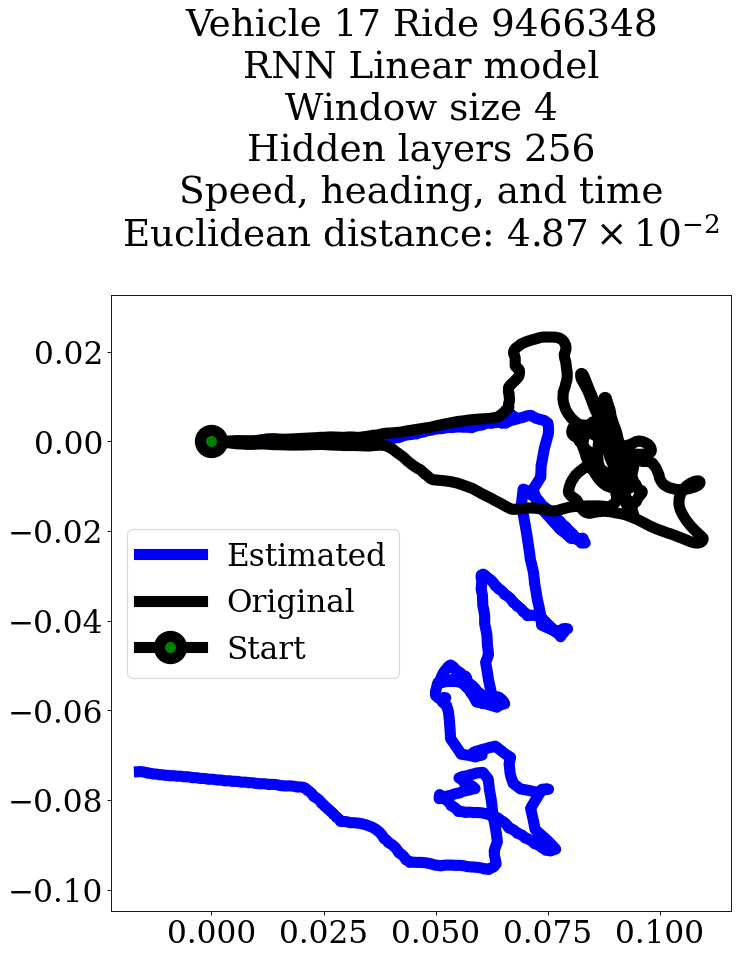 Vehicle 17 Ride 9466348
RNN Linear model
Window size 4
Hidden layers 256
Speed, heading, and time
Euclidean distance: 4.87 × 10⁻²
0.02
0.00
−0.02
−0.04
−0.06
−0.08
−0.10
Estimated
Original
Start
0.000 0.025 0.050 0.075 0.100